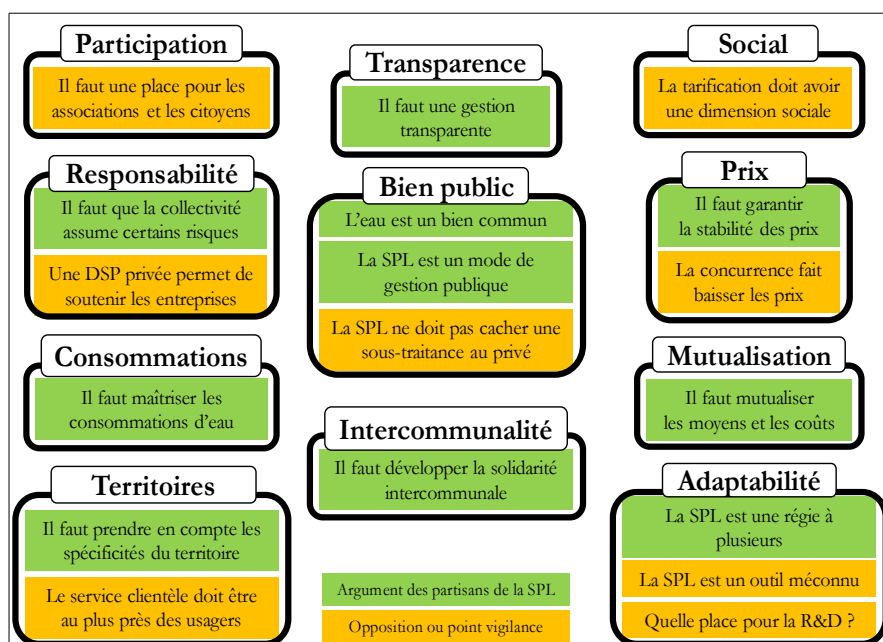 Participation
Il faut une place pour les
associations et les citoyens
Responsabilité
Il faut que la collectivité
assume certains risques
Une DSP privée permet de
soutenir les entreprises
Consommations
Il faut maîtriser les
consommations d'eau
Territoires
Il faut prendre en compte les
spécificités du territoire
Le service clientèle doit être
au plus près des usagers
Transparence
Il faut une gestion
transparente
Bien public
L'eau est un bien commun
La SPL est un mode de
gestion publique
La SPL ne doit pas cacher une
sous-traitance au privé
Intercommunalité
Il faut développer la solidarité
intercommunale
Argument des partisans de la SPL
Opposition ou point vigilance
Social
La tarification doit avoir
une dimension sociale
Prix
Il faut garantir
la stabilité des prix
La concurrence fait
baisser les prix
Mutualisation
Il faut mutualiser
les moyens et les coûts
Adaptabilité
La SPL est une régie à
plusieurs
La SPL est un outil méconnu
Quelle place pour la R&D ?